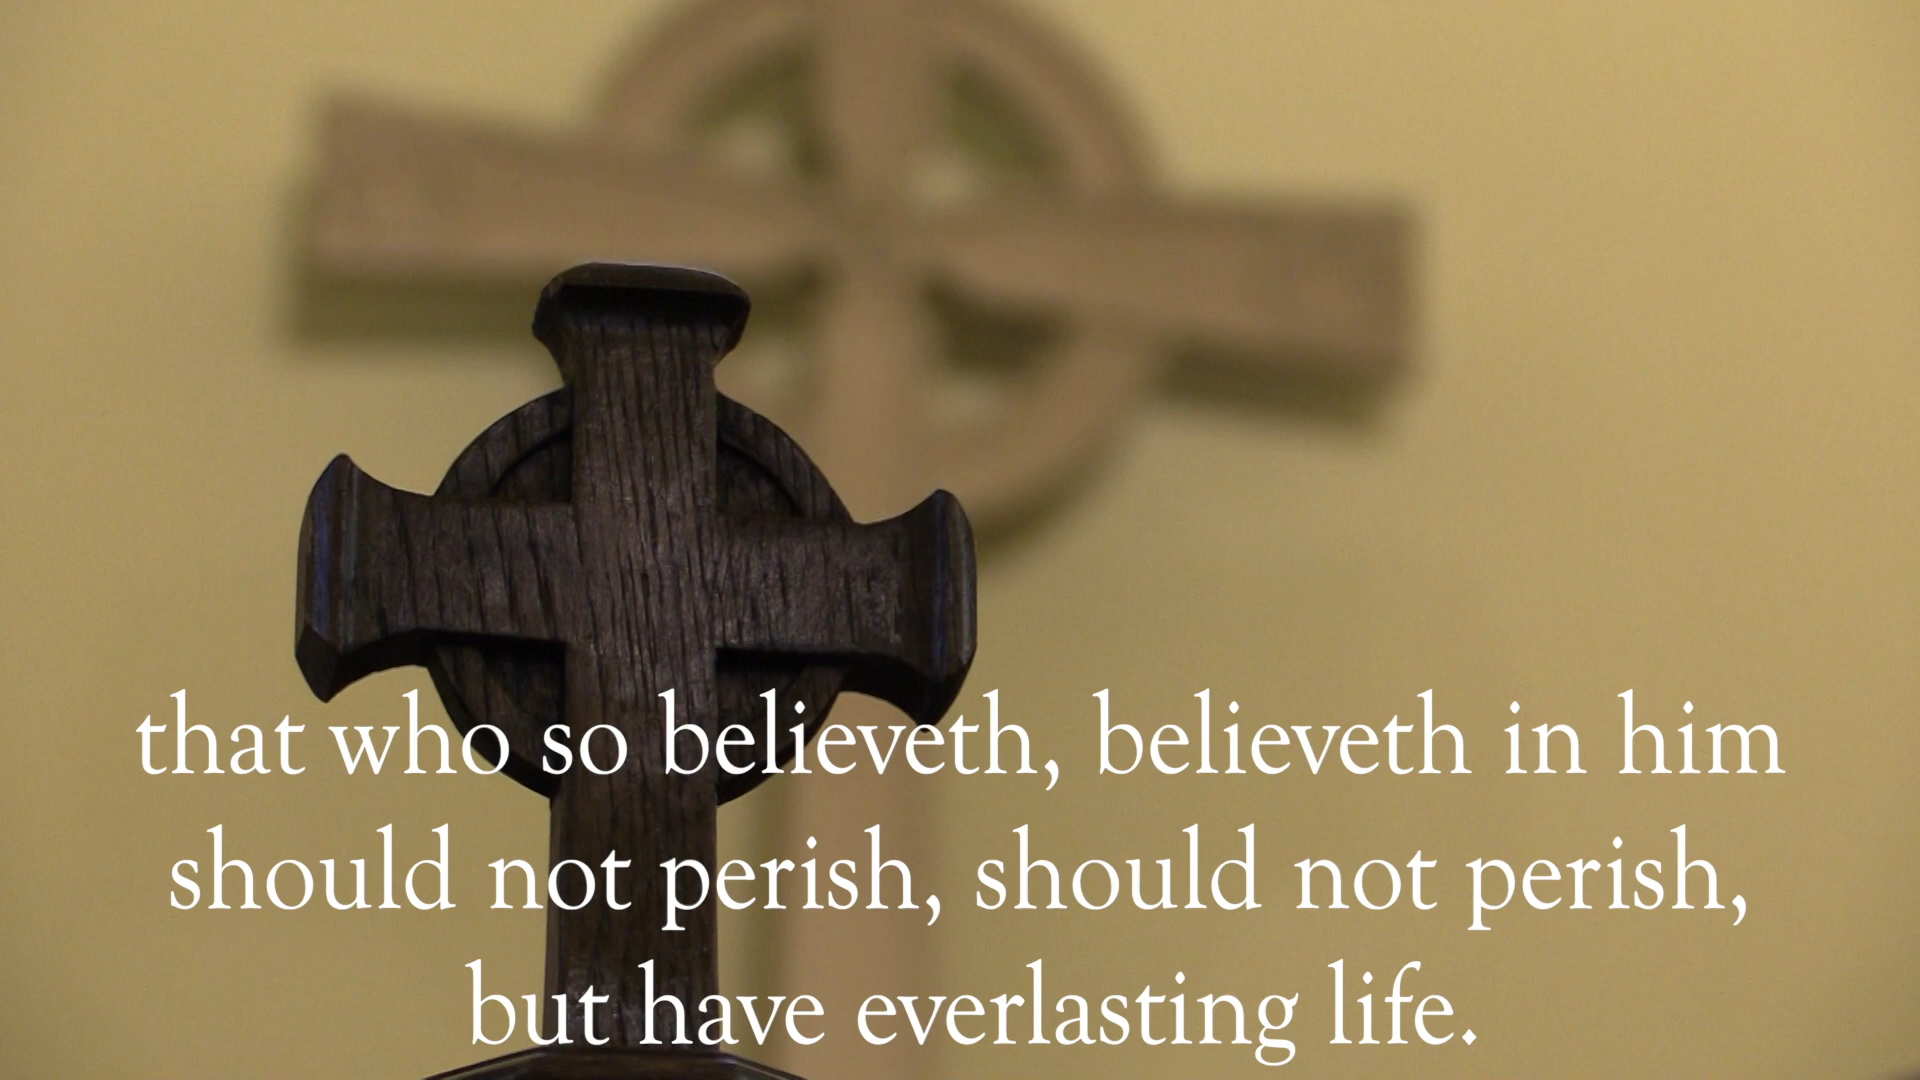 that who so believeth, believeth in him
should not perish, should not perish,
but have everlasting life.